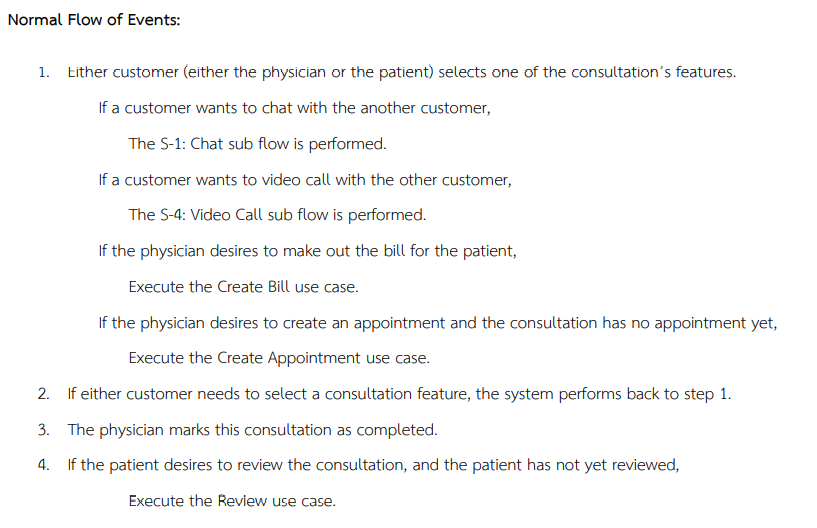 Normal Flow of Events:
1. Either customer (either the physician or the patient) selects one of the consultation's features.
If a customer wants to chat with the another customer,
The S-1: Chat sub flow is performed.
If a customer wants to video call with the other customer,
The S-4: Video Call sub flow is performed.
If the physician desires to make out the bill for the patient,
Execute the Create Bill use case.
If the physician desires to create an appointment and the consultation has no appointment yet,
Execute the Create Appointment use case.
2. If either customer needs to select a consultation feature, the system performs back to step 1.
3. The physician marks this consultation as completed.
4. If the patient desires to review the consultation, and the patient has not yet reviewed,
Execute the Review use case.